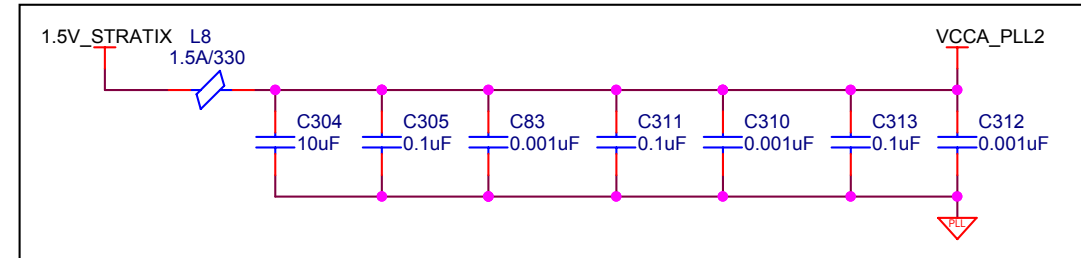 1.5V_STRATIX L8 VCCA_PLL2
1.5A/330
C304 C305 C83 C311 C310 C313 C312
10uF 0.1uF 0.001uF 0.1uF 0.001uF 0.1uF 0.001uF
PLL